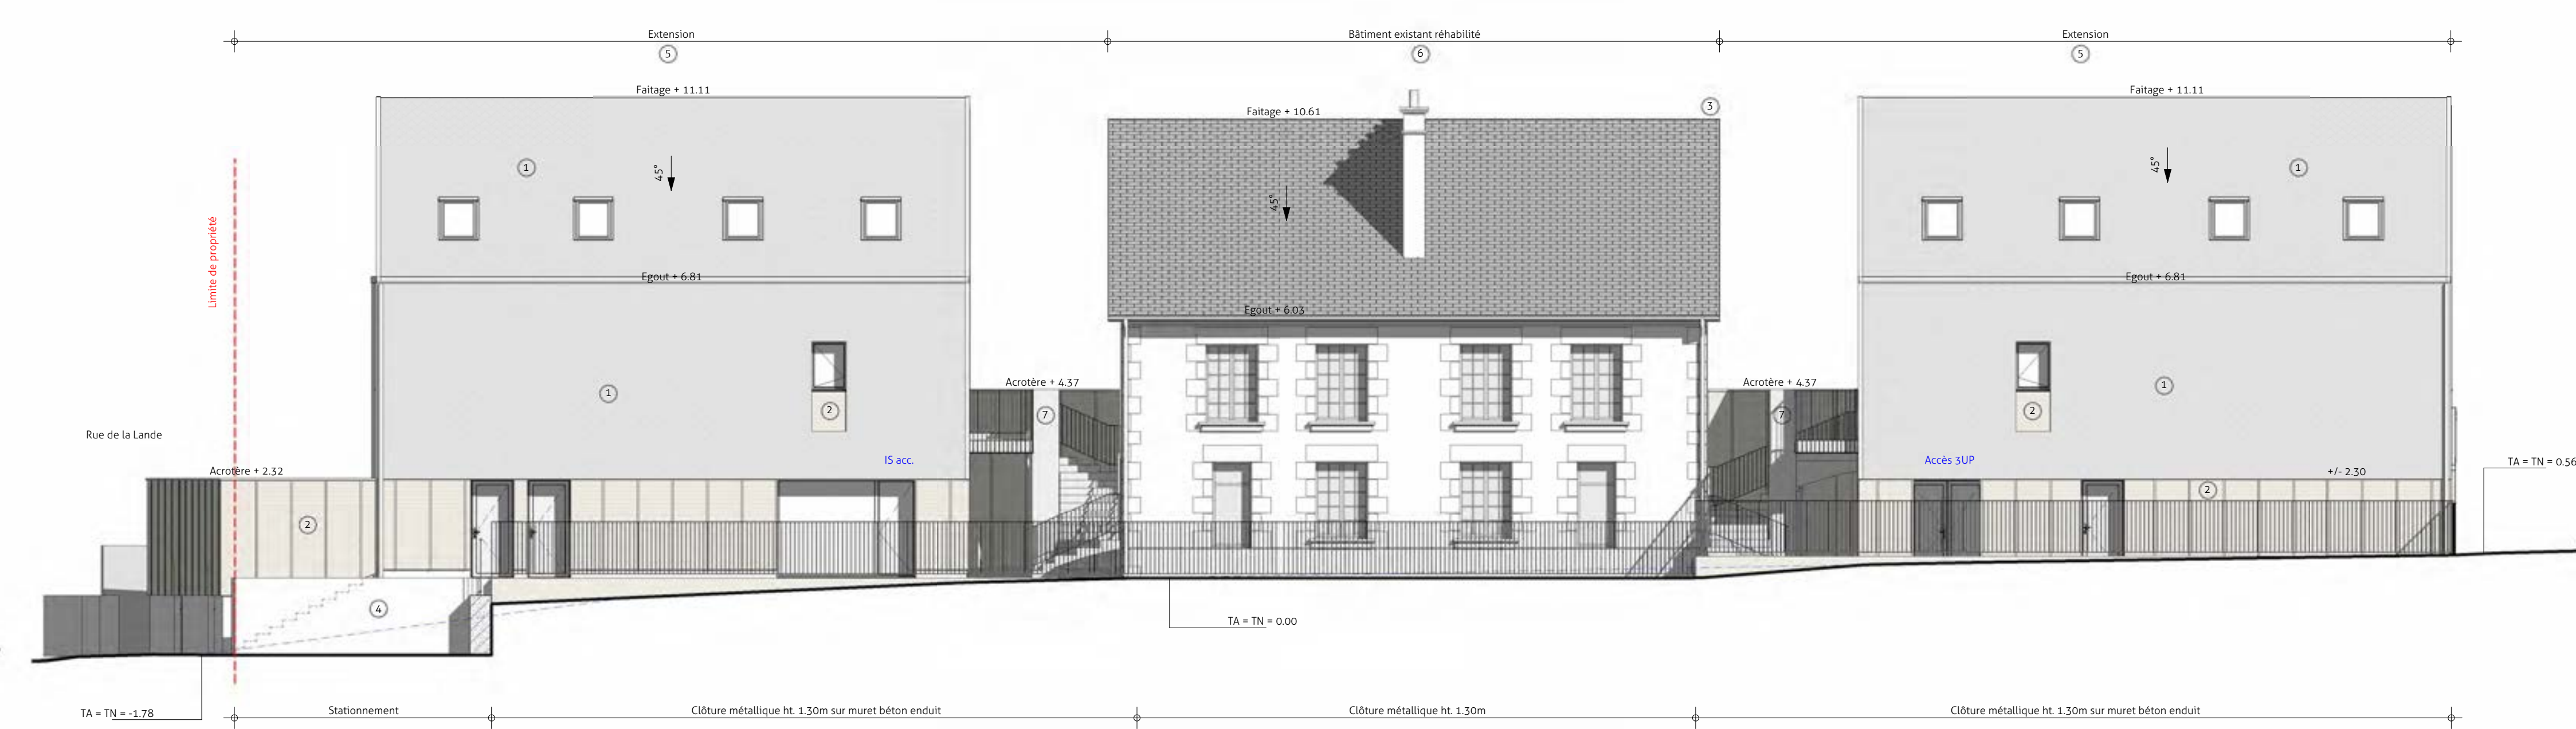 Extension
5
Bâtiment existant réhabilité
6
Extension
5
Faitage + 11.11
Faitage + 10.61
3
Faitage + 11.11
1
45°
45°
45°
1
Limite de propriété
Egout + 6.81
Egout + 6.03
Egout + 6.81
Acrotère + 4.37
Acrotère + 4.37
1
2
7
7
2
1
Rue de la Lande
IS acc.
Accès 3UP
Acrotère + 2.32
+/- 2.30
TA = TN = 0.56
2
2
4
TA = TN = 0.00
TA = TN = -1.78
Stationnement
Clôture métallique ht. 1.30m sur muret béton enduit
Clôture métallique ht. 1.30m
Clôture métallique ht. 1.30m sur muret béton enduit